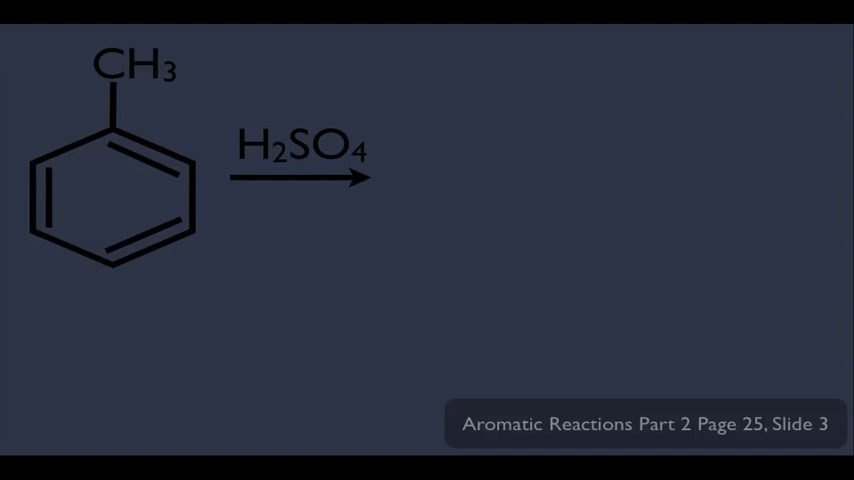 CH₃
H₂SO₄
Aromatic Reactions Part 2 Page 25, Slide 3